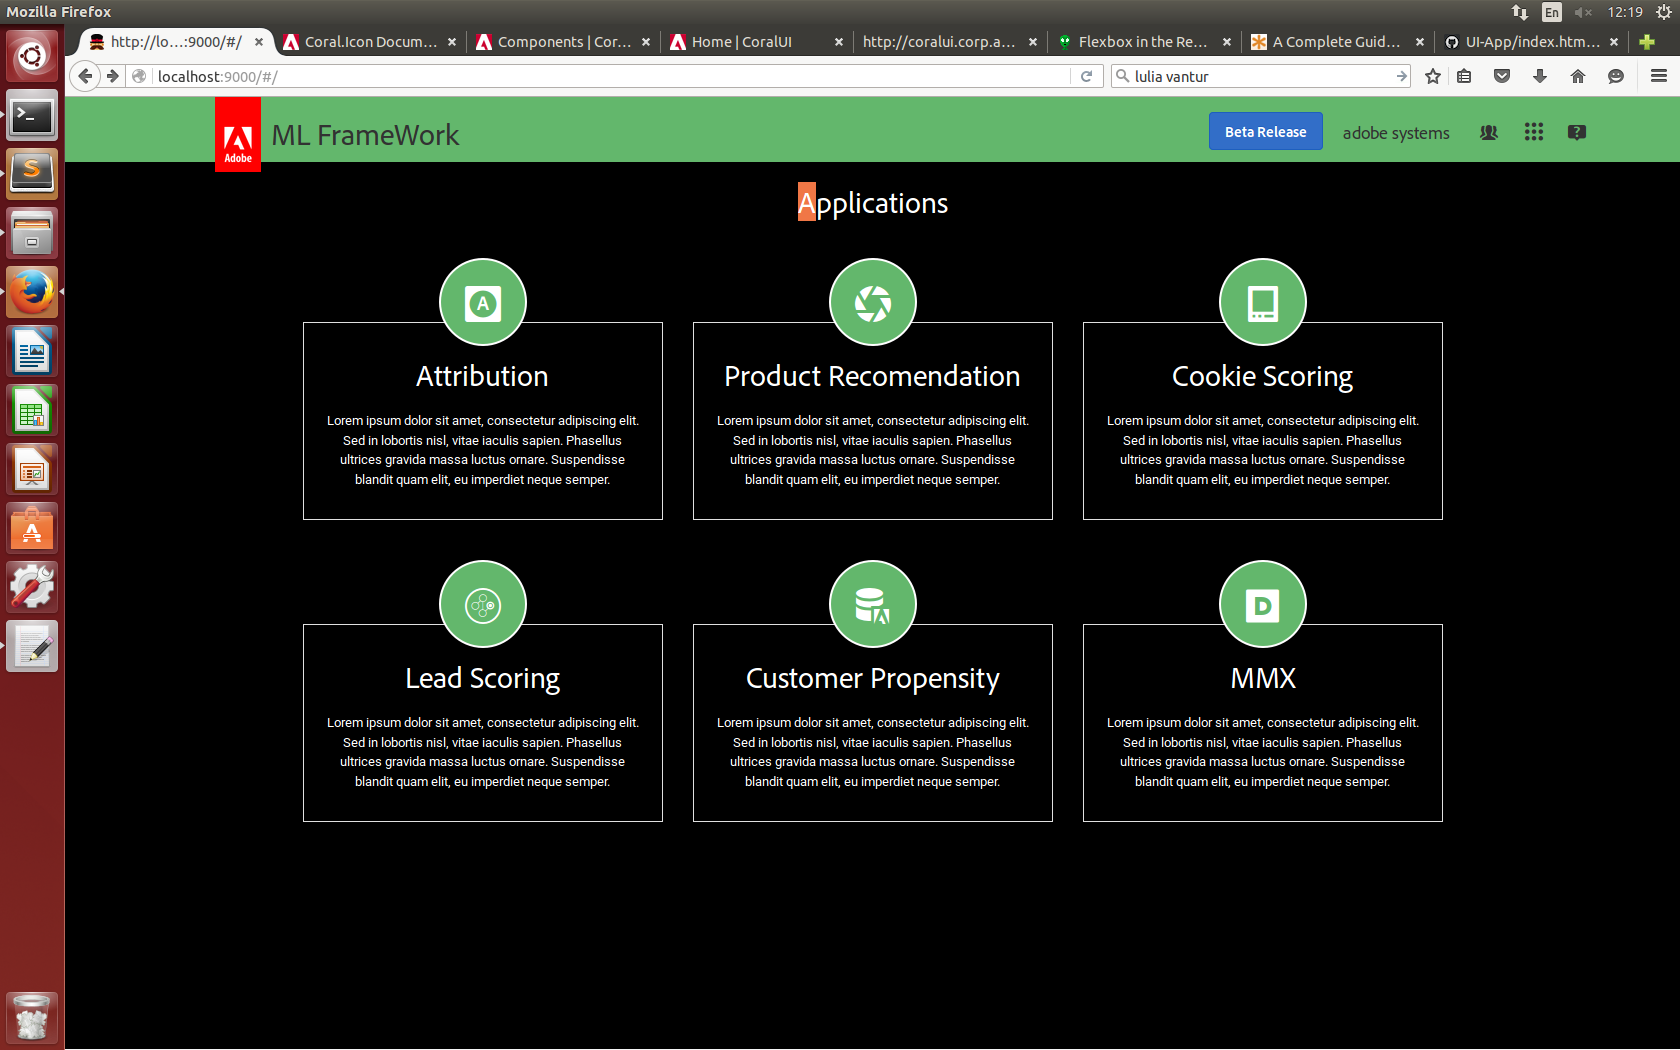 Mozilla Firefox
En
12:19
http://lo...:9000/#/
Coral.Icon Docum...
Components | Cor...
Home | CoralUI
http://coralui.corp.a...
Flexbox in the Re...
A Complete Guid...
UI-App/index.htm...
localhost:9000/#/
lulia vantur
Adobe
ML FrameWork
Beta Release
adobe systems
Applications
A
Attribution
Lorem ipsum dolor sit amet, consectetur adipiscing elit.
Sed in lobortis nisl, vitae iaculis sapien. Phasellus
ultrices gravida massa luctus ornare. Suspendisse
blandit quam elit, eu imperdiet neque semper.
Product Recomendation
Lorem ipsum dolor sit amet, consectetur adipiscing elit.
Sed in lobortis nisl, vitae iaculis sapien. Phasellus
ultrices gravida massa luctus ornare. Suspendisse
blandit quam elit, eu imperdiet neque semper.
Cookie Scoring
Lorem ipsum dolor sit amet, consectetur adipiscing elit.
Sed in lobortis nisl, vitae iaculis sapien. Phasellus
ultrices gravida massa luctus ornare. Suspendisse
blandit quam elit, eu imperdiet neque semper.
Lead Scoring
Lorem ipsum dolor sit amet, consectetur adipiscing elit.
Sed in lobortis nisl, vitae iaculis sapien. Phasellus
ultrices gravida massa luctus ornare. Suspendisse
blandit quam elit, eu imperdiet neque semper.
Customer Propensity
Lorem ipsum dolor sit amet, consectetur adipiscing elit.
Sed in lobortis nisl, vitae iaculis sapien. Phasellus
ultrices gravida massa luctus ornare. Suspendisse
blandit quam elit, eu imperdiet neque semper.
D
MMX
Lorem ipsum dolor sit amet, consectetur adipiscing elit.
Sed in lobortis nisl, vitae iaculis sapien. Phasellus
ultrices gravida massa luctus ornare. Suspendisse
blandit quam elit, eu imperdiet neque semper.